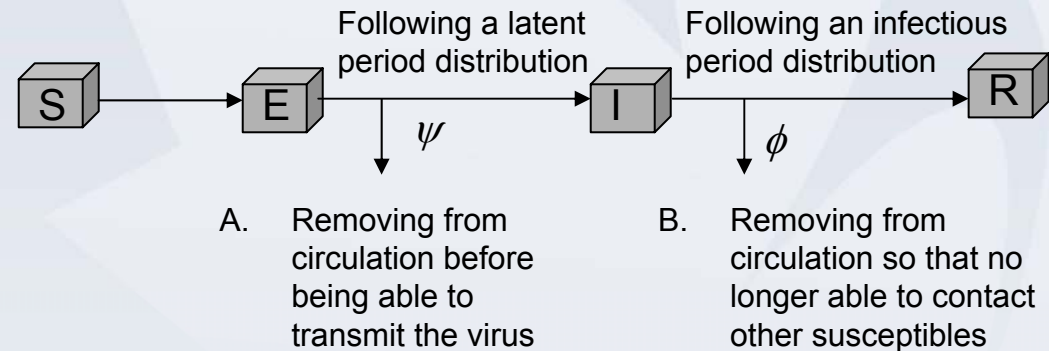 Following a latent
period distribution
Following an infectious
period distribution
S
E
I
R
ψ
ϕ
A. Removing from
circulation before
being able to
transmit the virus
B. Removing from
circulation so that no
longer able to contact
other susceptibles